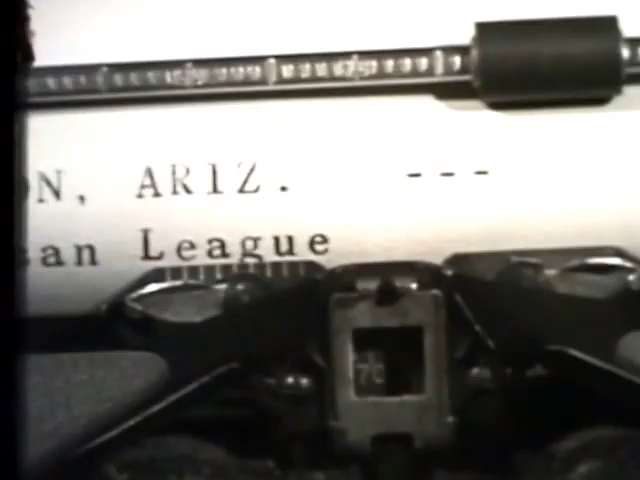 N, ARIZ. ---
an League